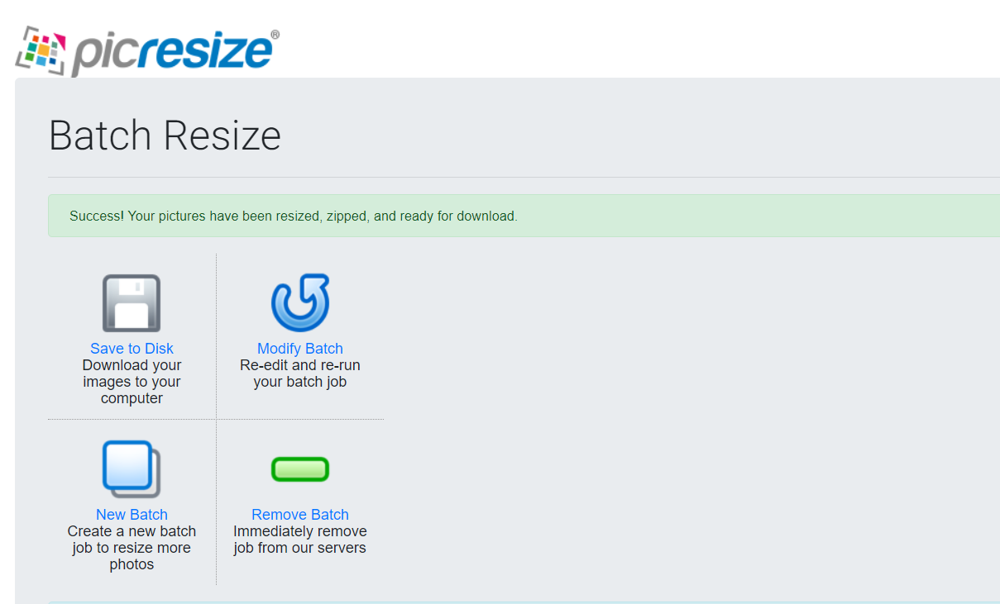 picresize®
Batch Resize
Success! Your pictures have been resized, zipped, and ready for download.
Save to Disk
Download your
images to your
computer
Modify Batch
Re-edit and re-run
your batch job
New Batch
Create a new batch
job to resize more
photos
Remove Batch
Immediately remove
job from our servers